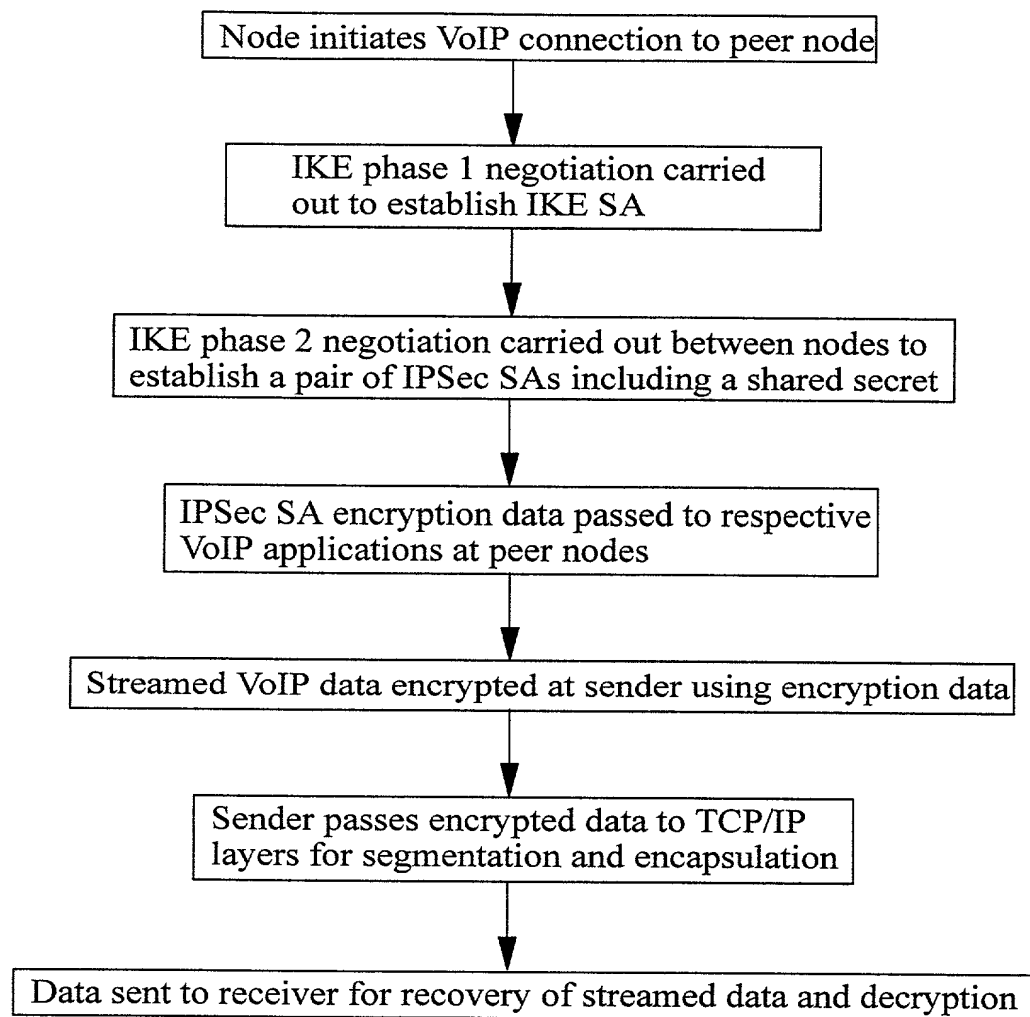 Node initiates VoIP connection to peer node
IKE phase 1 negotiation carried
out to establish IKE SA
IKE phase 2 negotiation carried out between nodes to
establish a pair of IPSec SAs including a shared secret
IPSec SA encryption data passed to respective
VoIP applications at peer nodes
Streamed VoIP data encrypted at sender using encryption data
Sender passes encrypted data to TCP/IP
layers for segmentation and encapsulation
Data sent to receiver for recovery of streamed data and decryption